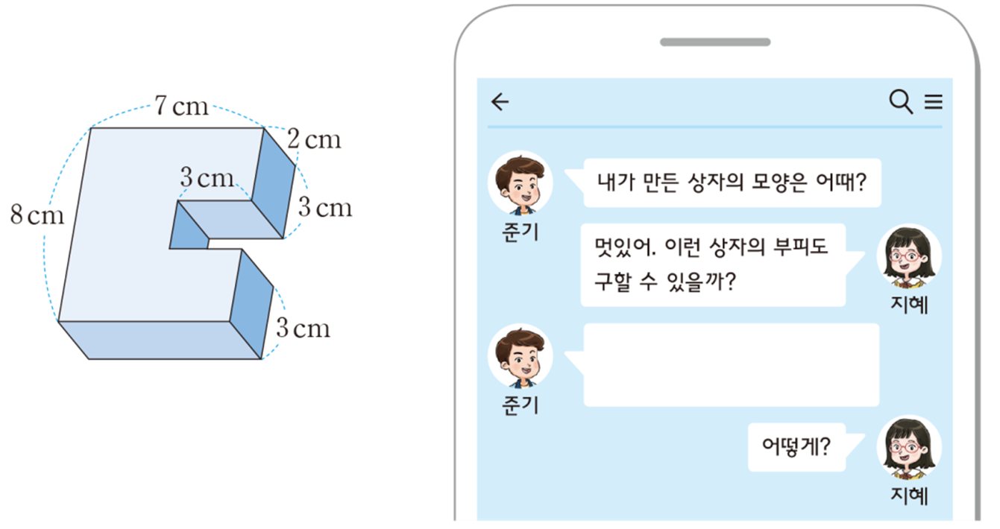 7 cm
2 cm
3 cm
3 cm
8 cm
3 cm
내가 만든 상자의 모양은 어때?
준기
멋있어. 이런 상자의 부피도
구할 수 있을까?
지혜
준기
어떻게?
지혜